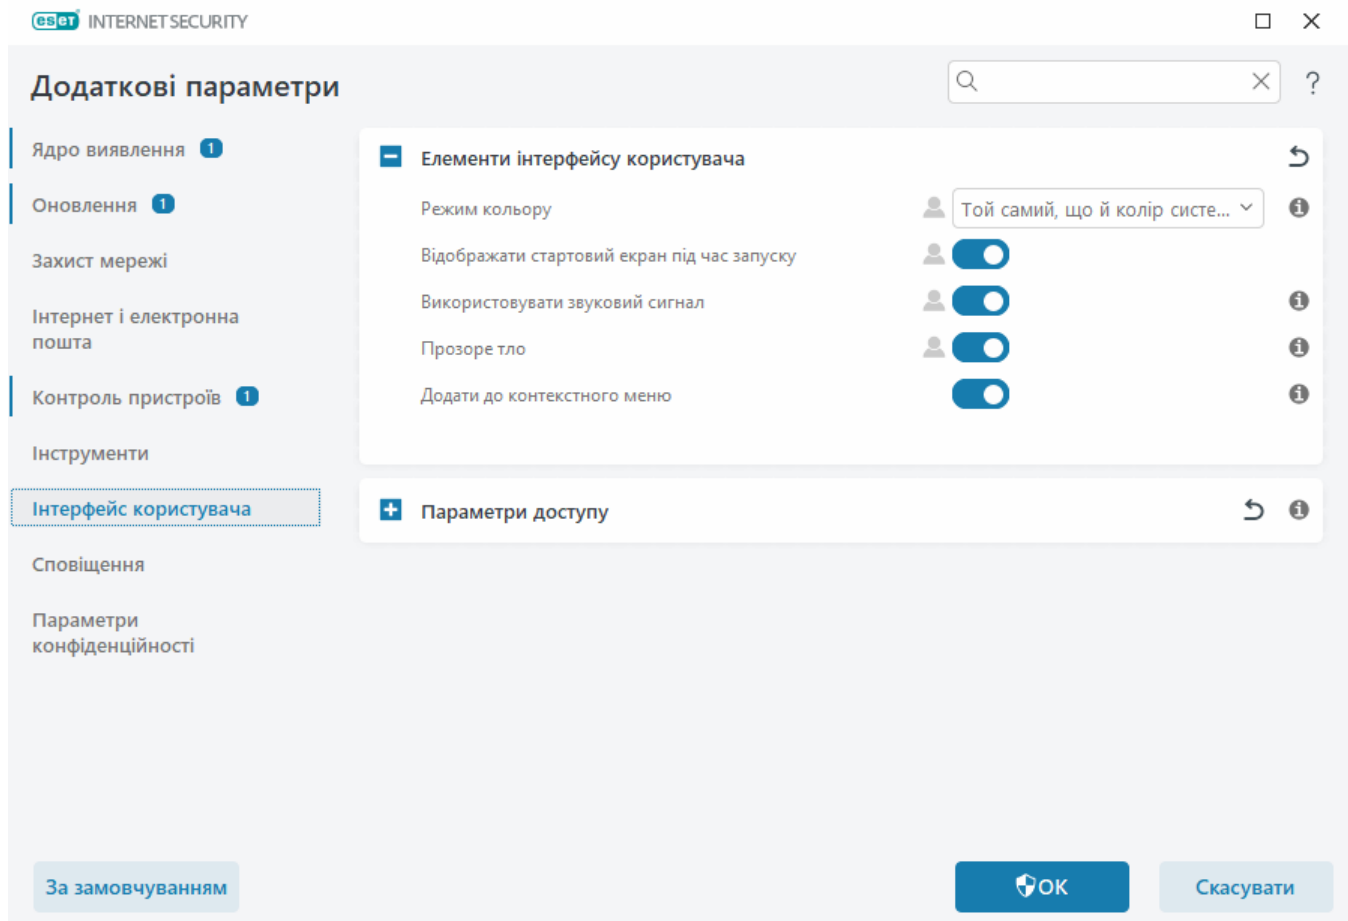 eset INTERNET SECURITY
Додаткові параметри
?
Ядро виявлення 1
Оновлення 1
Захист мережі
Інтернет і електронна
пошта
Контроль пристроїв 1
Інструменти
Інтерфейс користувача
Сповіщення
Параметри
конфіденційності
Елементи інтерфейсу користувача
Режим кольору
Той самий, що й колір систе...
Відображати стартовий екран під час запуску
Використовувати звуковий сигнал
Прозоре тло
Додати до контекстного меню
Параметри доступу
За замовчуванням
ОК
Скасувати